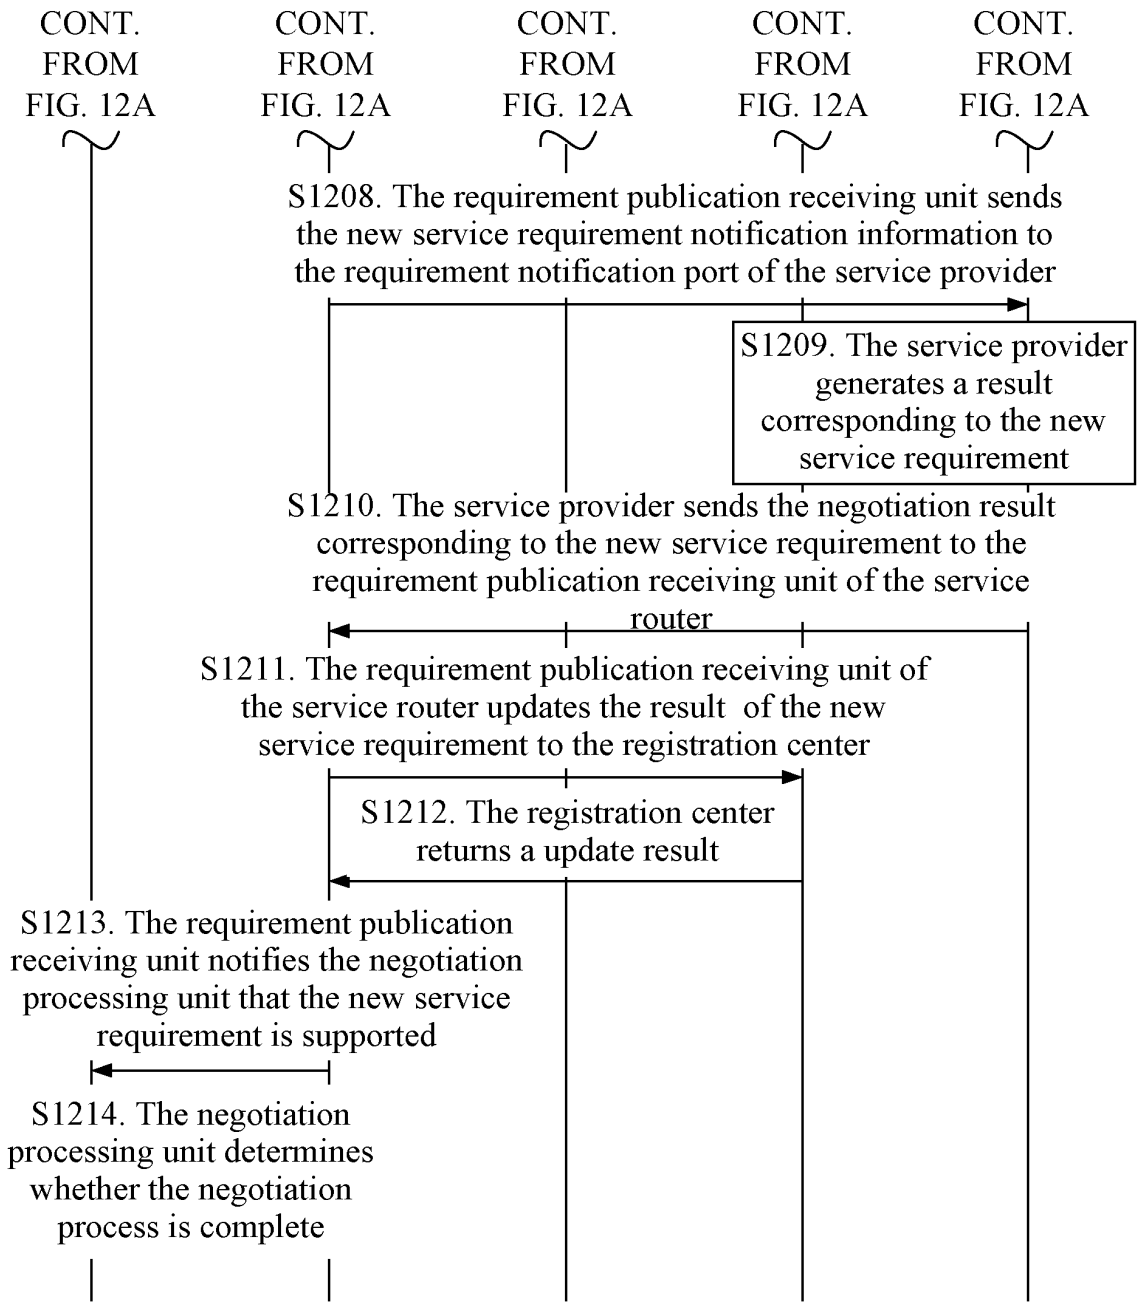 CONT. FROM FIG. 12A
CONT. FROM FIG. 12A
CONT. FROM FIG. 12A
CONT. FROM FIG. 12A
CONT. FROM FIG. 12A
S1208. The requirement publication receiving unit sends
the new service requirement notification information to
the requirement notification port of the service provider
S1209. The service provider
generates a result
corresponding to the new
service requirement
S1210. The service provider sends the negotiation result
corresponding to the new service requirement to the
requirement publication receiving unit of the service
router
S1211. The requirement publication receiving unit of
the service router updates the result of the new
service requirement to the registration center
S1212. The registration center
returns a update result
S1213. The requirement publication
receiving unit notifies the negotiation
processing unit that the new service
requirement is supported
S1214. The negotiation
processing unit determines
whether the negotiation
process is complete